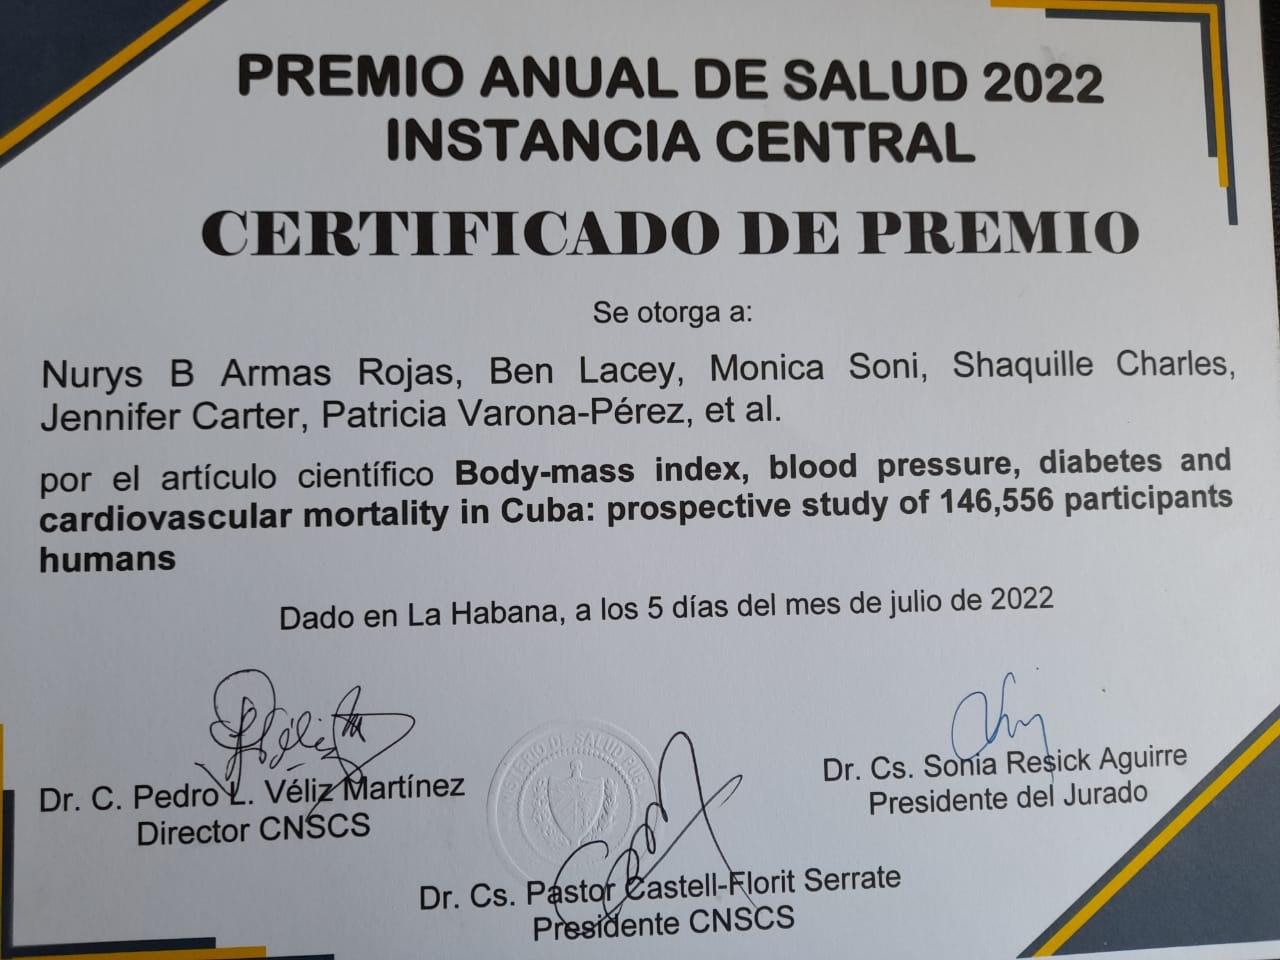 PREMIO ANUAL DE SALUD 2022
INSTANCIA CENTRAL
CERTIFICADO DE PREMIO
Se otorga a:
Nurys B Armas Rojas, Ben Lacey, Monica Soni, Shaquille Charles,
Jennifer Carter, Patricia Varona-Pérez, et al.
por el artículo científico Body-mass index, blood pressure, diabetes and
cardiovascular mortality in Cuba: prospective study of 146,556 participants
humans
Dado en La Habana, a los 5 días del mes de julio de 2022
Dr. C. Pedro L. Véliz Martínez
Director CNSCS
Dr. Cs. Sonia Resick Aguirre
Presidente del Jurado
MINISTERIO DE SALUD
Dr. Cs. Pastor Castell-Florit Serrate
Presidente CNSCS